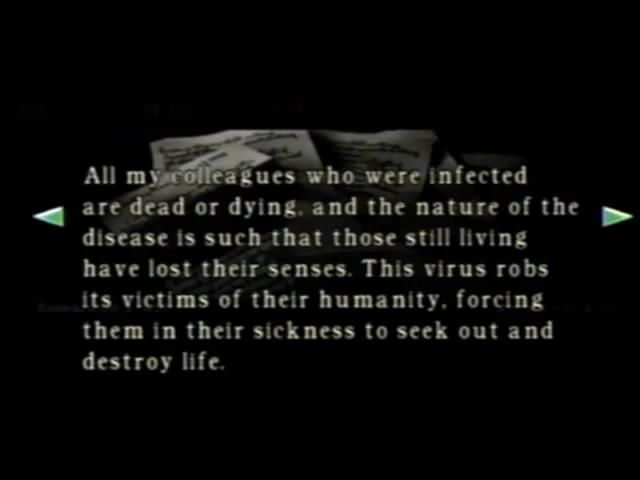 All my colleagues who were infected
are dead or dying, and the nature of the
disease is such that those still living
have lost their senses. This virus robs
its victims of their humanity, forcing
them in their sickness to seek out and
destroy life.